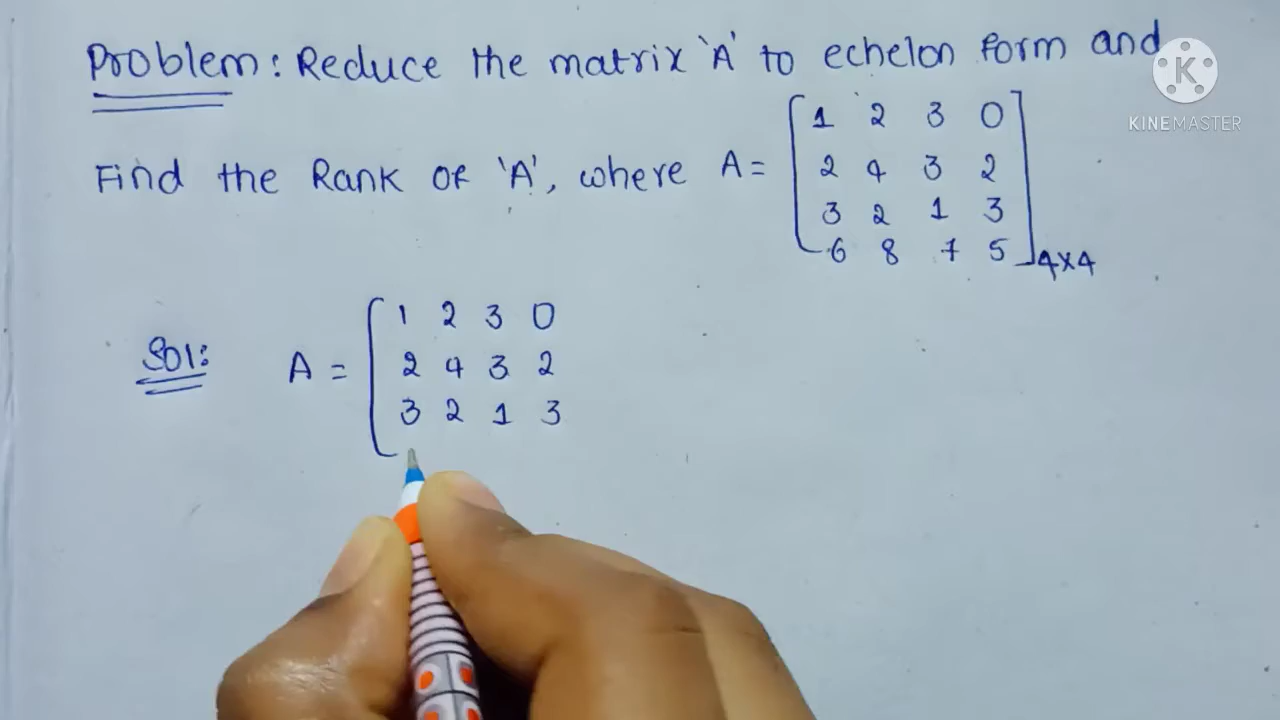 Problem: Reduce the matrix 'A' to echelon form and
Find the Rank of 'A', where A = [1 2 3 0
2 4 3 2
3 2 1 3
6 8 7 5]4×4
K
KINEMASTER
Sol: A = [1 2 3 0
2 4 3 2
3 2 1 3